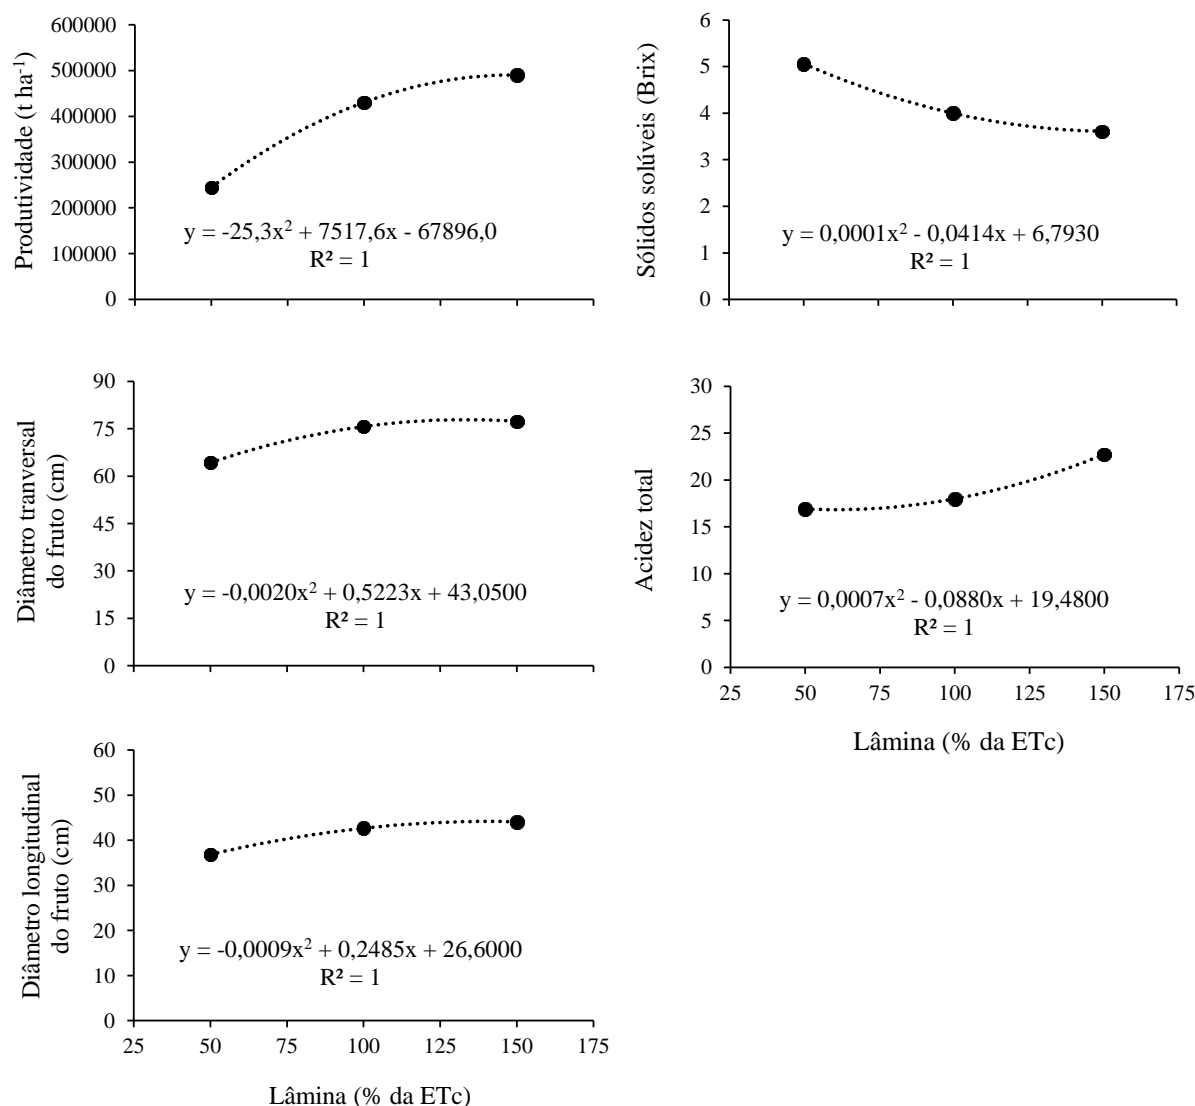 Produtividade (t ha⁻¹)
600000
500000
400000
300000
200000
100000
0
y = -25,3x² + 7517,6x - 67896,0
R² = 1
Sólidos solúveis (Brix)
6
5
4
3
2
1
0
y = 0,0001x² - 0,0414x + 6,7930
R² = 1
Diâmetro tranversal
do fruto (cm)
90
75
60
45
30
15
0
y = -0,0020x² + 0,5223x + 43,0500
R² = 1
Acidez total
30
25
20
15
10
5
0
y = 0,0007x² - 0,0880x + 19,4800
R² = 1
25 50 75 100 125 150 175
Lâmina (% da ETc)
Diâmetro longitudinal
do fruto (cm)
60
50
40
30
20
10
0
y = -0,0009x² + 0,2485x + 26,6000
R² = 1
25 50 75 100 125 150 175
Lâmina (% da ETc)